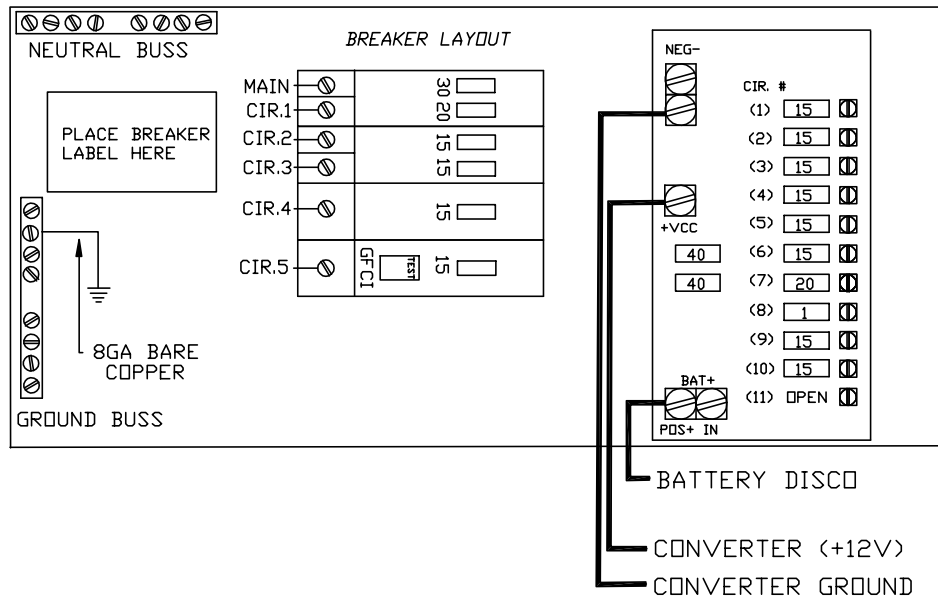 NEUTRAL BUSS
BREAKER LAYOUT
PLACE BREAKER
LABEL HERE
MAIN 30
CIR.1 20
CIR.2 15
CIR.3 15
CIR.4 15
CIR.5 GFCI TEST 15
8GA BARE
COPPER
GROUND BUSS
NEG-
CIR. #
(1) 15
(2) 15
(3) 15
(4) 15
(5) 15
(6) 15
(7) 20
(8) 1
(9) 15
(10) 15
(11) OPEN
+VCC
40
40
BAT+
POS+ IN
BATTERY DISCO
CONVERTER (+12V)
CONVERTER GROUND